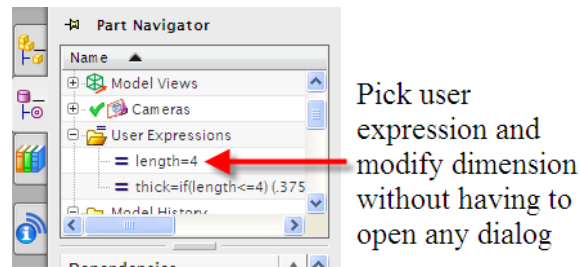 Part Navigator
Name
Model Views
Cameras
User Expressions
length=4
thick=if(length<=4) (.375
Model History
Dependencies
Pick user
expression and
modify dimension
without having to
open any dialog